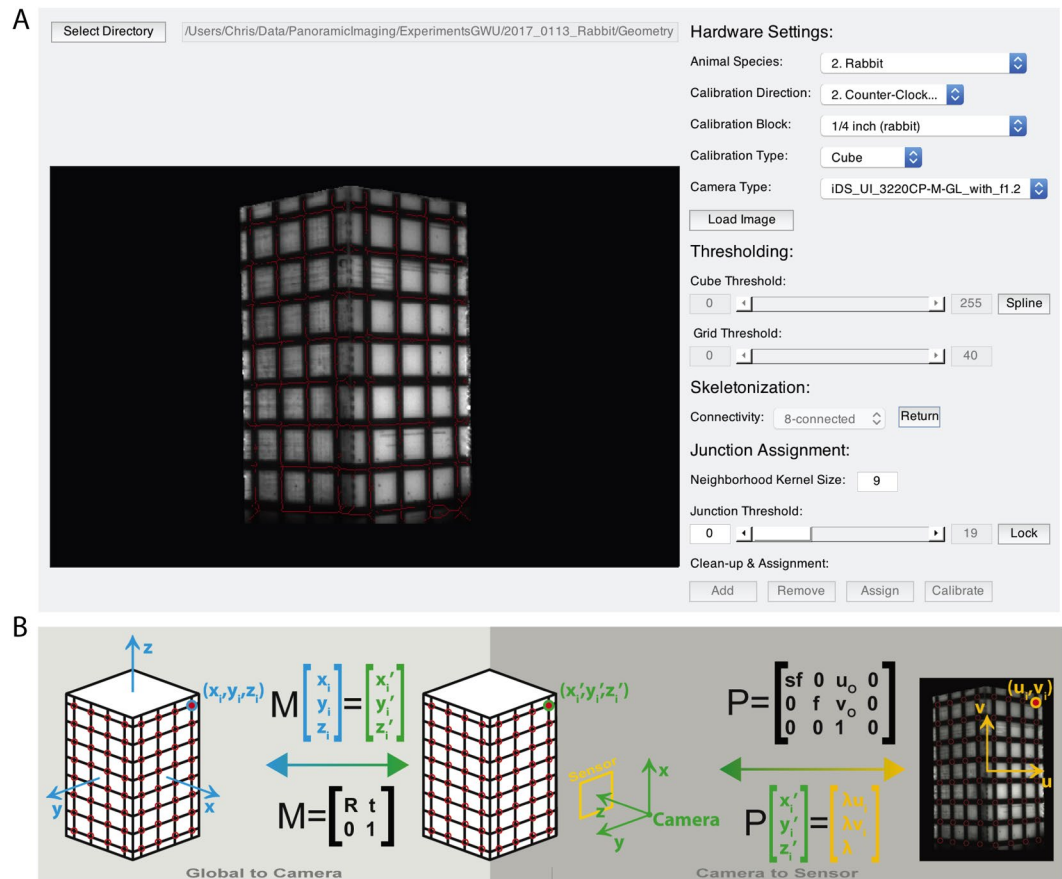 A
Select Directory
/Users/Chris/Data/PanoramicImaging/ExperimentsGWU/2017_0113_Rabbit/Geometry
Hardware Settings:
Animal Species:
2. Rabbit
Calibration Direction:
2. Counter-Clock...
Calibration Block:
1/4 inch (rabbit)
Calibration Type:
Cube
Camera Type:
iDS_UI_3220CP-M-GL_with_f1.2
Load Image
Thresholding:
Cube Threshold:
0
255
Spline
Grid Threshold:
0
40
Skeletonization:
Connectivity:
8-connected
Return
Junction Assignment:
Neighborhood Kernel Size:
9
Junction Threshold:
0
19
Lock
Clean-up & Assignment:
Add
Remove
Assign
Calibrate
B
z
(xᵢ,yᵢ,zᵢ)
y
x
M[xᵢ yᵢ zᵢ]=[xᵢ′ yᵢ′ zᵢ′]
M=[R t 0 1]
Global to Camera
(xᵢ′,yᵢ′,zᵢ′)
Sensor
x
z
y
Camera
P=[sf 0 uₒ 0
0 f vₒ 0
0 0 1 0]
P[xᵢ′ yᵢ′ zᵢ′]=[λuᵢ λvᵢ λ]
Camera to Sensor
(uᵢ,vᵢ)
v
u